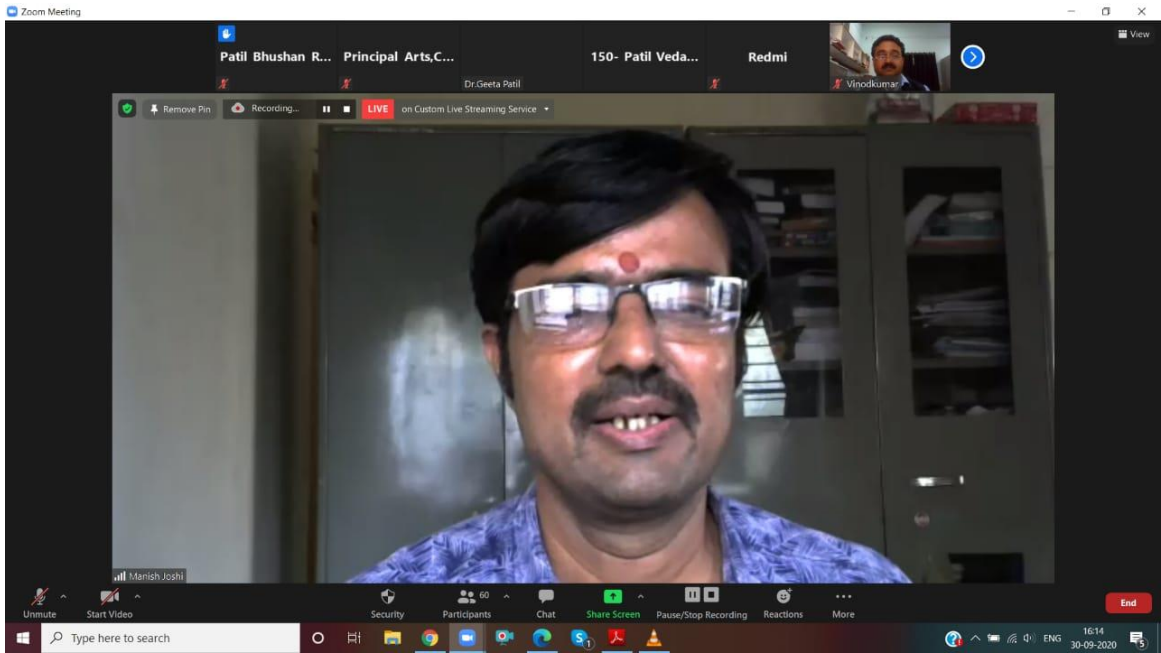 Zoom Meeting
View
Patil Bhushan R...
Principal Arts,C...
Dr.Geeta Patil
150- Patil Veda...
Redmi
Vinodkumar
Remove Pin
Recording...
LIVE
on Custom Live Streaming Service
Manish Joshi
Unmute
Start Video
Security
Participants
60
Chat
Share Screen
Pause/Stop Recording
Reactions
More
End
Type here to search
ENG
16:14
30-09-2020